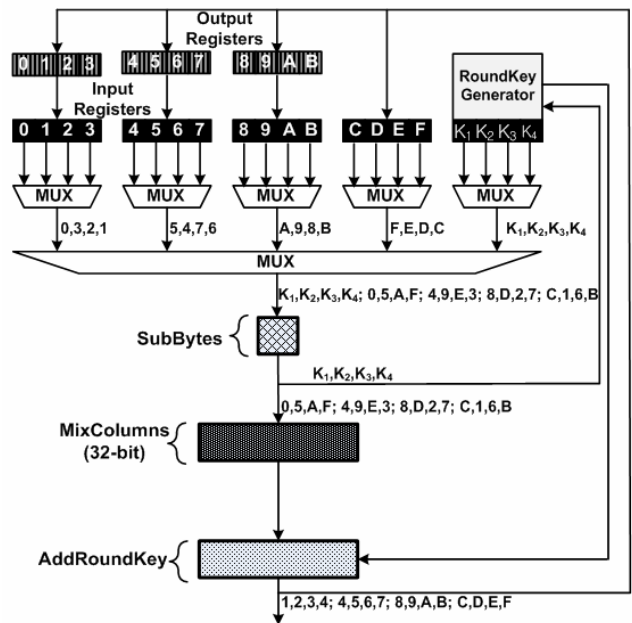 Output
Registers
0 1 2 3
4 5 6 7
8 9 A B
Input
Registers
RoundKey
Generator
0 1 2 3
4 5 6 7
8 9 A B
C D E F
K₁ K₂ K₃ K₄
MUX
MUX
MUX
MUX
MUX
0,3,2,1
5,4,7,6
A,9,8,B
F,E,D,C
K₁,K₂,K₃,K₄
MUX
K₁,K₂,K₃,K₄; 0,5,A,F; 4,9,E,3; 8,D,2,7; C,1,6,B
SubBytes
K₁,K₂,K₃,K₄
0,5,A,F; 4,9,E,3; 8,D,2,7; C,1,6,B
MixColumns
(32-bit)
AddRoundKey
1,2,3,4; 4,5,6,7; 8,9,A,B; C,D,E,F